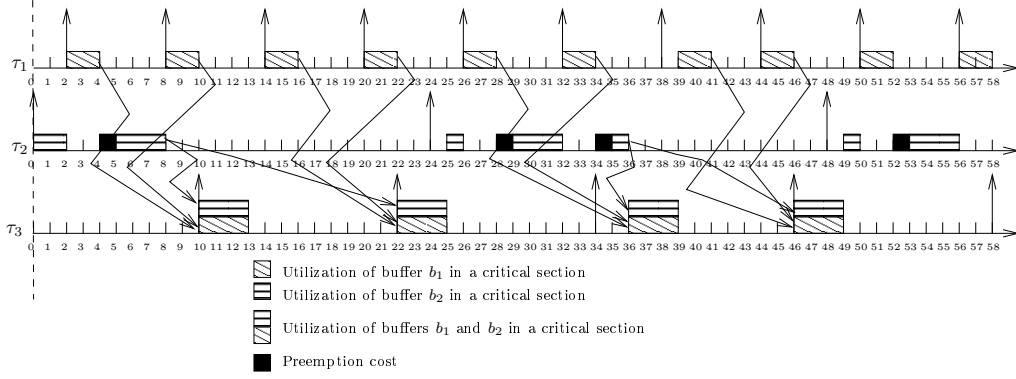 τ1
0 1 2 3 4 5 6 7 8 9 10 11 12 13 14 15 16 17 18 19 20 21 22 23 24 25 26 27 28 29 30 31 32 33 34 35 36 37 38 39 40 41 42 43 44 45 46 47 48 49 50 51 52 53 54 55 56 57 58
τ2
0 1 2 3 4 5 6 7 8 9 10 11 12 13 14 15 16 17 18 19 20 21 22 23 24 25 26 27 28 29 30 31 32 33 34 35 36 37 38 39 40 41 42 43 44 45 46 47 48 49 50 51 52 53 54 55 56 57 58
τ3
0 1 2 3 4 5 6 7 8 9 10 11 12 13 14 15 16 17 18 19 20 21 22 23 24 25 26 27 28 29 30 31 32 33 34 35 36 37 38 39 40 41 42 43 44 45 46 47 48 49 50 51 52 53 54 55 56 57 58
Utilization of buffer b1 in a critical section
Utilization of buffer b2 in a critical section
Utilization of buffers b1 and b2 in a critical section
Preemption cost